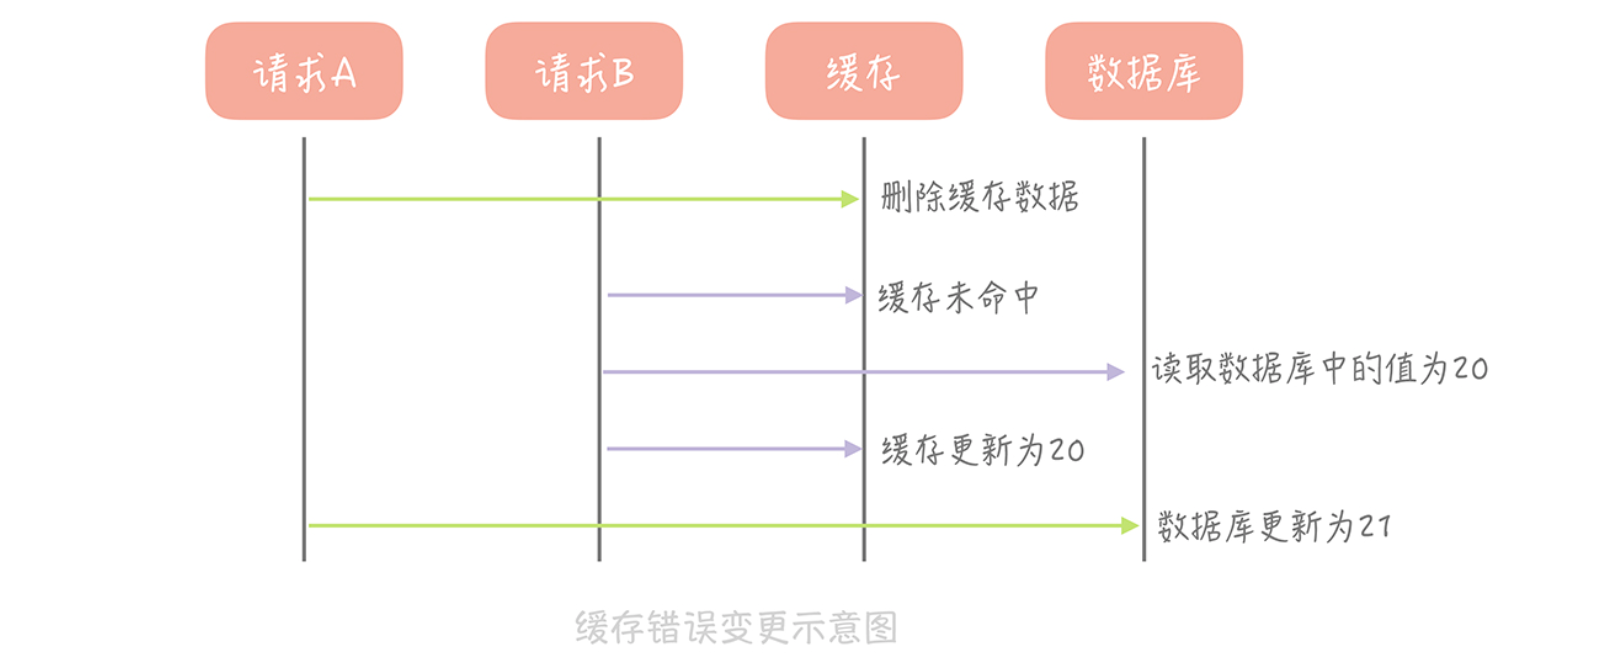 请求A
请求B
缓存
数据库
删除缓存数据
缓存未命中
读取数据库中的值为20
缓存更新为20
数据库更新为21
缓存错误变更示意图